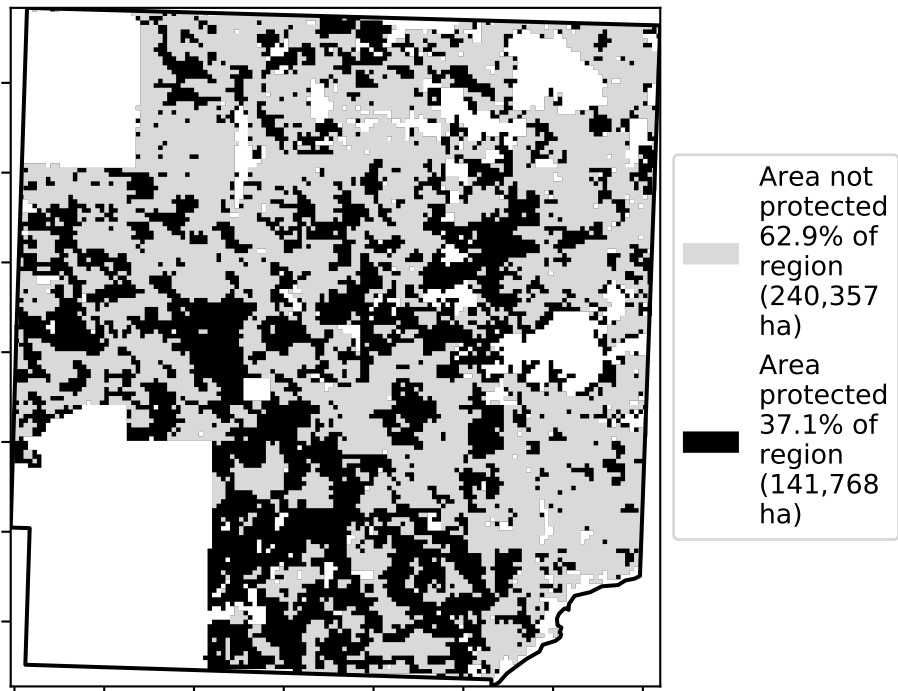 Area not
protected
62.9% of
region
(240,357
ha)
Area
protected
37.1% of
region
(141,768
ha)